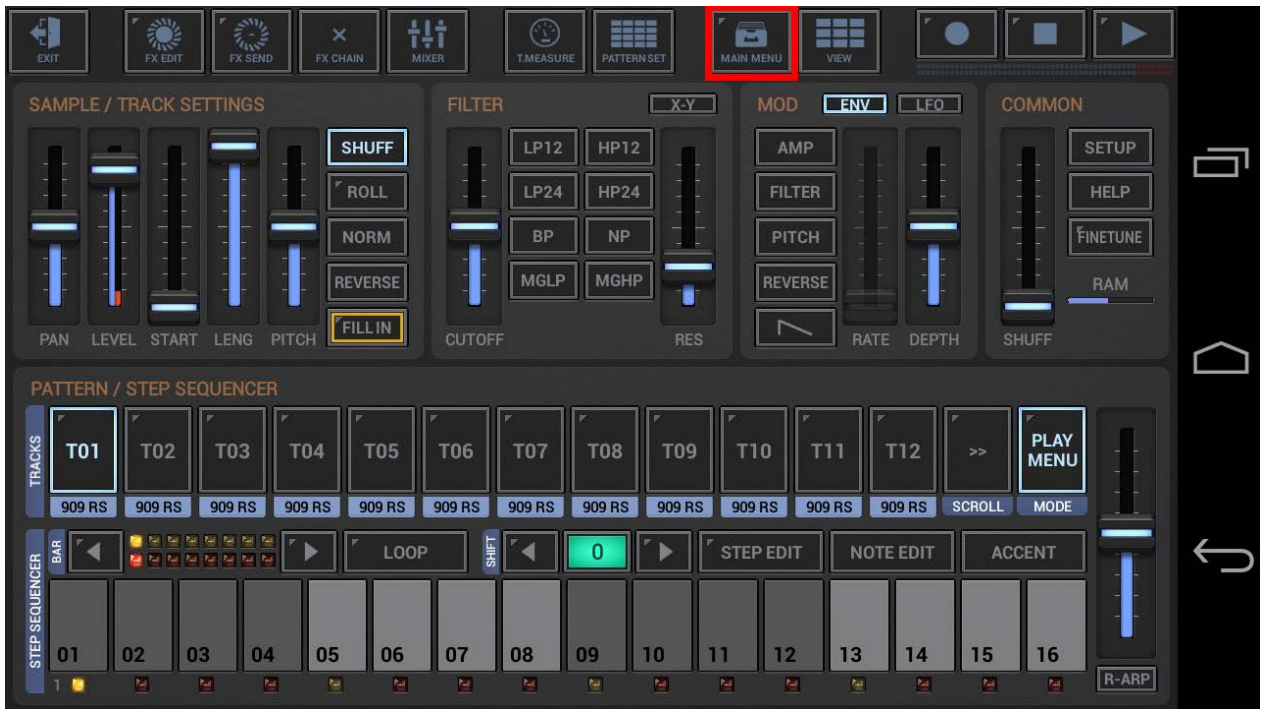 EXIT FX EDIT FX SEND FX CHAIN MIXER T.MEASURE PATTERN SET MAIN MENU VIEW
SAMPLE / TRACK SETTINGS
SHUFF
ROLL
NORM
REVERSE
FILL IN
PAN LEVEL START LENG PITCH
FILTER X-Y
LP12 HP12
LP24 HP24
BP NP
MGLP MGHP
CUTOFF RES
MOD ENV LFO
AMP
FILTER
PITCH
REVERSE
RATE DEPTH
COMMON
SETUP
HELP
FINETUNE
RAM
SHUFF
PATTERN / STEP SEQUENCER
TRACKS
T01 T02 T03 T04 T05 T06 T07 T08 T09 T10 T11 T12 >> PLAY MENU
909 RS 909 RS 909 RS 909 RS 909 RS 909 RS 909 RS 909 RS 909 RS 909 RS 909 RS 909 RS SCROLL MODE
STEP SEQUENCER
BAR LOOP SHIFT 0 STEP EDIT NOTE EDIT ACCENT
01 02 03 04 05 06 07 08 09 10 11 12 13 14 15 16
1 R-ARP